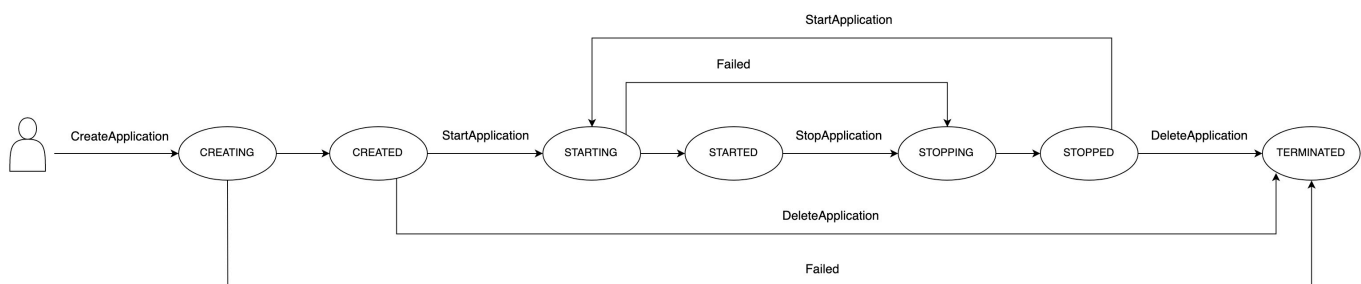 StartApplication
Failed
CreateApplication
StartApplication
StopApplication
DeleteApplication
CREATING
CREATED
STARTING
STARTED
STOPPING
STOPPED
TERMINATED
DeleteApplication
Failed